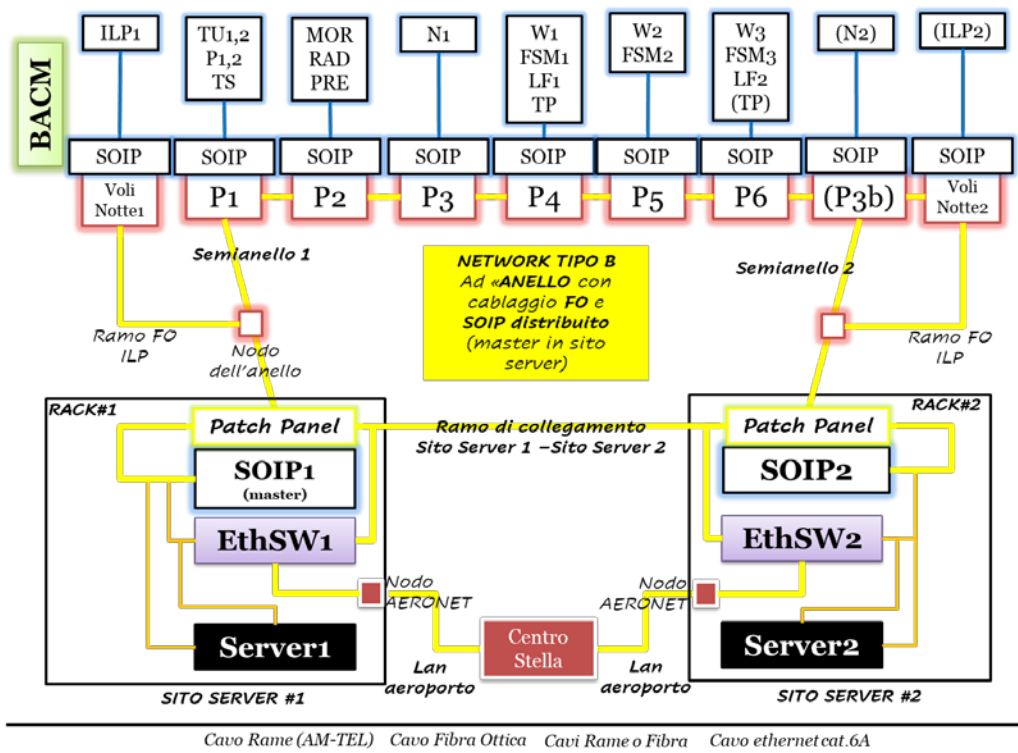 BACM
ILP1
TU1,2
P1,2
TS
MOR
RAD
PRE
N1
W1
FSM1
LF1
TP
W2
FSM2
W3
FSM3
LF2
(TP)
(N2)
(ILP2)
SOIP
SOIP
SOIP
SOIP
SOIP
SOIP
SOIP
SOIP
SOIP
Voli
Notte1
P1
P2
P3
P4
P5
P6
(P3b)
Voli
Notte2
Semianello 1
NETWORK TIPO B
Ad «ANELLO con
cablaggio FO e
SOIP distribuito
(master in sito
server)
Semianello 2
Ramo FO
ILP
Nodo
dell'anello
Ramo FO
ILP
RACK#1
Patch Panel
SOIP1
(master)
EthSW1
Server1
SITO SERVER #1
Ramo di collegamento
Sito Server 1 –Sito Server 2
RACK#2
Patch Panel
SOIP2
EthSW2
Server2
SITO SERVER #2
Nodo
AERONET
Nodo
AERONET
Centro
Stella
Lan
aeroporto
Lan
aeroporto
Cavo Rame (AM-TEL) Cavo Fibra Ottica Cavi Rame o Fibra Cavo ethernet cat.6A